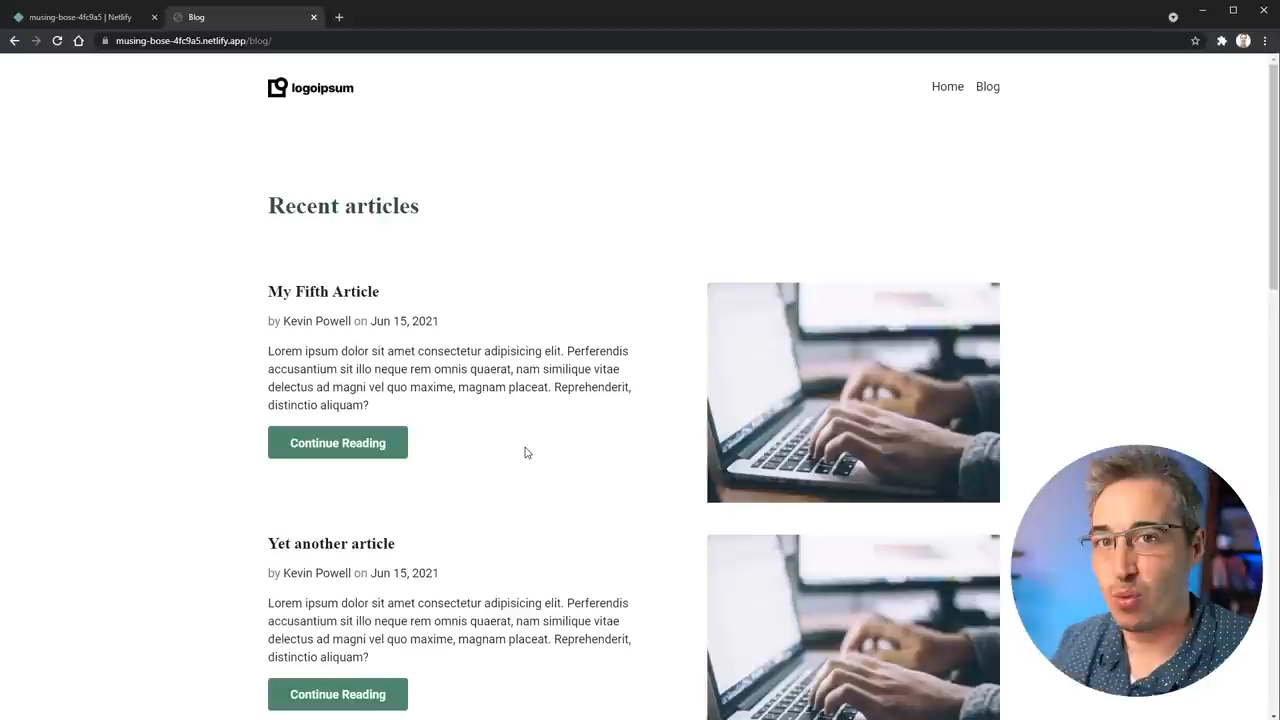 musing-bose-4fc9a5 | Netlify
Blog
musing-bose-4fc9a5.netlify.app/blog/
logoipsum
Home
Blog
Recent articles
My Fifth Article
by Kevin Powell on Jun 15, 2021
Lorem ipsum dolor sit amet consectetur adipisicing elit. Perferendis
accusantium sit illo neque rem omnis quaerat, nam similique vitae
delectus ad magni vel quo maxime, magnam placeat. Reprehenderit,
distinctio aliquam?
Continue Reading
Yet another article
by Kevin Powell on Jun 15, 2021
Lorem ipsum dolor sit amet consectetur adipisicing elit. Perferendis
accusantium sit illo neque rem omnis quaerat, nam similique vitae
delectus ad magni vel quo maxime, magnam placeat. Reprehenderit,
distinctio aliquam?
Continue Reading